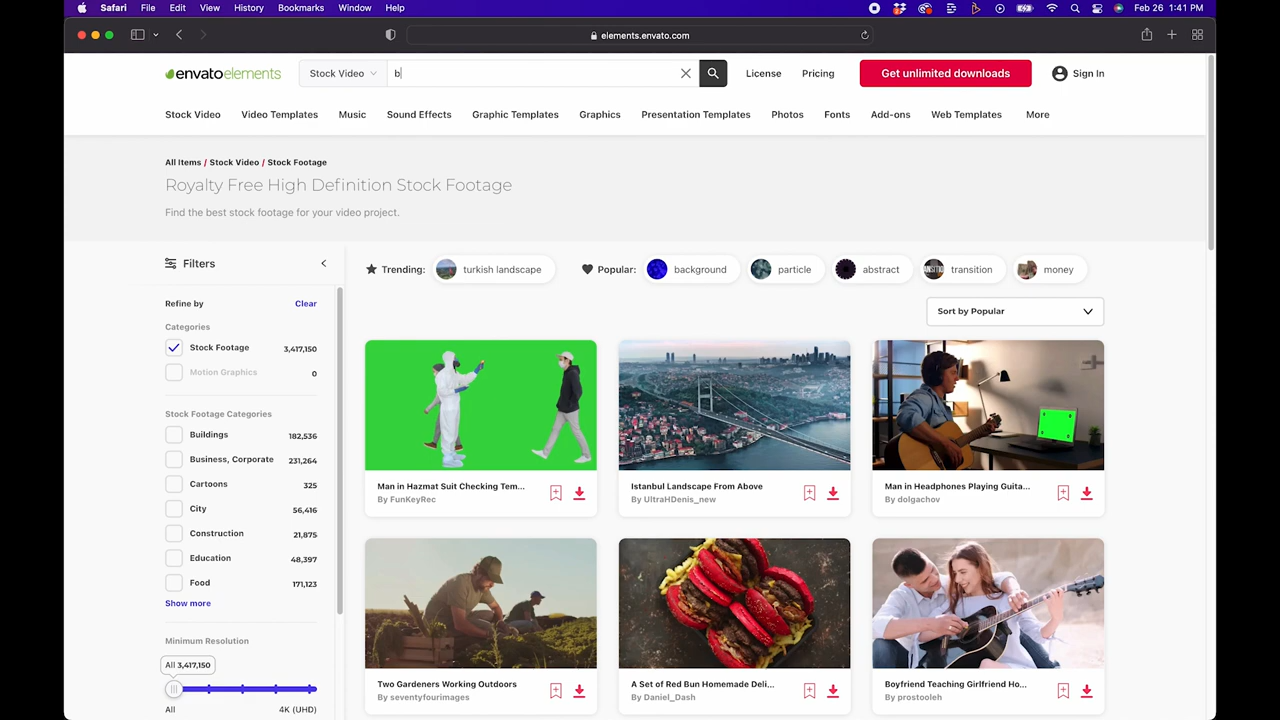 Safari File Edit View History Bookmarks Window Help
Feb 26 1:41 PM
elements.envato.com
envatoelements
Stock Video
b
License
Pricing
Get unlimited downloads
Sign In
Stock Video
Video Templates
Music
Sound Effects
Graphic Templates
Graphics
Presentation Templates
Photos
Fonts
Add-ons
Web Templates
More
All Items / Stock Video / Stock Footage
Royalty Free High Definition Stock Footage
Find the best stock footage for your video project.
Filters
Refine by
Clear
Categories
Stock Footage 3,417,150
Motion Graphics 0
Stock Footage Categories
Buildings 182,536
Business, Corporate 231,264
Cartoons 325
City 56,416
Construction 21,875
Education 48,397
Food 171,123
Show more
Minimum Resolution
All 3,417,150
All
4K (UHD)
Trending:
turkish landscape
Popular:
background
particle
abstract
transition
money
Sort by Popular
Man in Hazmat Suit Checking Tem...
By FunKeyRec
Istanbul Landscape From Above
By UltraHDenis_new
Man in Headphones Playing Guita...
By dolgachov
Two Gardeners Working Outdoors
By seventyfourimages
A Set of Red Bun Homemade Deli...
By Daniel_Dash
Boyfriend Teaching Girlfriend Ho...
By prostooleh